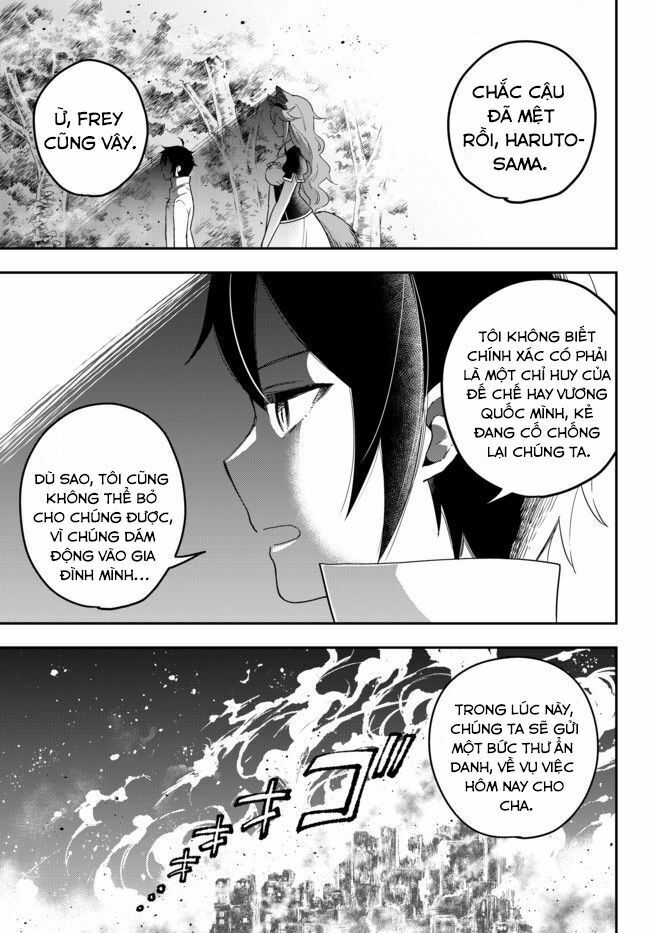 CHẮC CẬU
ĐÃ MỆT
RỒI, HARUTO-
SAMA.
Ừ, FREY
CŨNG VẬY.
TÔI KHÔNG BIẾT
CHÍNH XÁC CÓ PHẢI
LÀ MỘT CHỈ HUY CỦA
ĐẾ CHẾ HAY VƯƠNG
QUỐC MÌNH, KẺ
ĐANG CỐ CHỐNG
LẠI CHÚNG TA.
DÙ SAO, TÔI CŨNG
KHÔNG THỂ BỎ
CHO CHÚNG ĐƯỢC,
VÌ CHÚNG DÁM
ĐỘNG VÀO GIA
ĐÌNH MÌNH...
TRONG LÚC NÀY,
CHÚNG TA SẼ GỬI
MỘT BỨC THƯ ẨN
DANH, VỀ VỤ VIỆC
HÔM NAY CHO
CHA.
ゴキキ